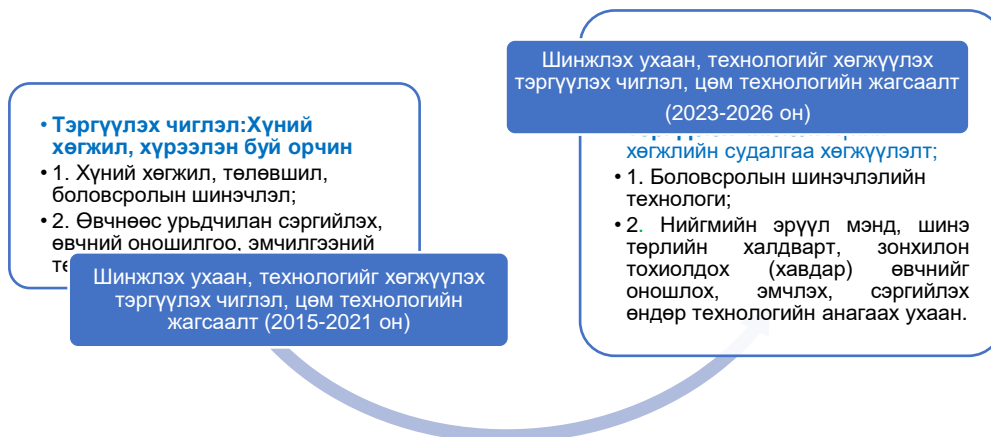 • Тэргүүлэх чиглэл:Хүний
хөгжил, хүрээлэн буй орчин
• 1. Хүний хөгжил, төлөвшил,
боловсролын шинэчлэл;
• 2. Өвчнөөс урьдчилан сэргийлэх,
өвчний оношилгоо, эмчилгээний
Шинжлэх ухаан, технологийг хөгжүүлэх
тэргүүлэх чиглэл, цөм технологийн
жагсаалт (2015-2021 он)
Шинжлэх ухаан, технологийг хөгжүүлэх
тэргүүлэх чиглэл, цөм технологийн жагсаалт
(2023-2026 он)
хөгжлийн судалгаа хөгжүүлэлт;
• 1. Боловсролын шинэчлэлийн
технологи;
• 2. Нийгмийн эрүүл мэнд, шинэ
төрлийн халдварт, зонхилон
тохиолдох (хавдар) өвчнийг
оношлох, эмчлэх, сэргийлэх
өндөр технологийн анагаах ухаан.